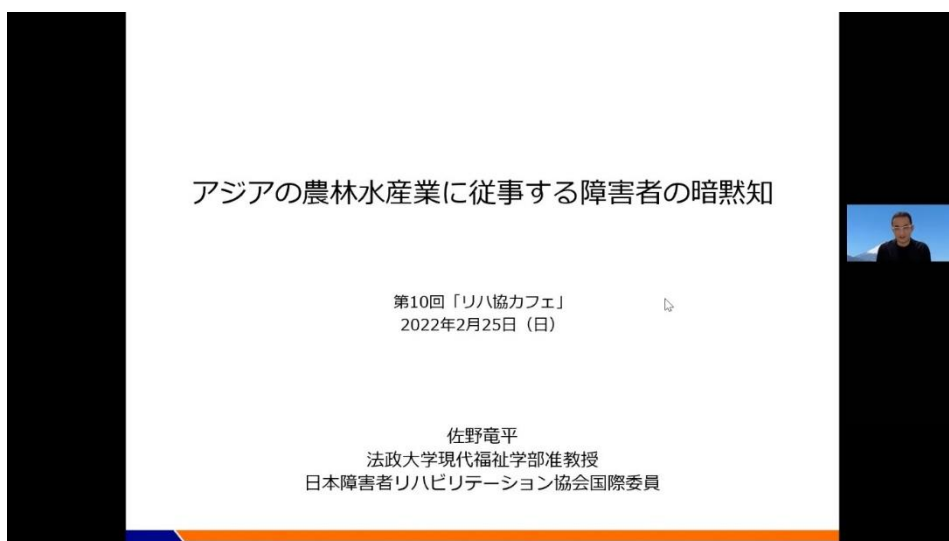 アジアの農林水産業に従事する障害者の暗黙知
第10回「リハ協カフェ」
2022年2月25日（日）
佐野竜平
法政大学現代福祉学部准教授
日本障害者リハビリテーション協会国際委員